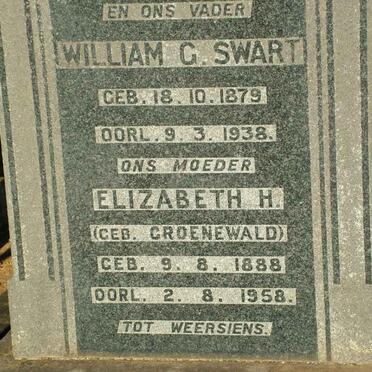 EN ONS VADER
WILLIAM G. SWART
GEB. 18. 10. 1879
OORL. 9. 3. 1938.
ONS MOEDER
ELIZABETH H.
(GEB. GROENEWALD)
GEB. 9. 8. 1888
OORL. 2. 8. 1958.
TOT WEERSIENS.